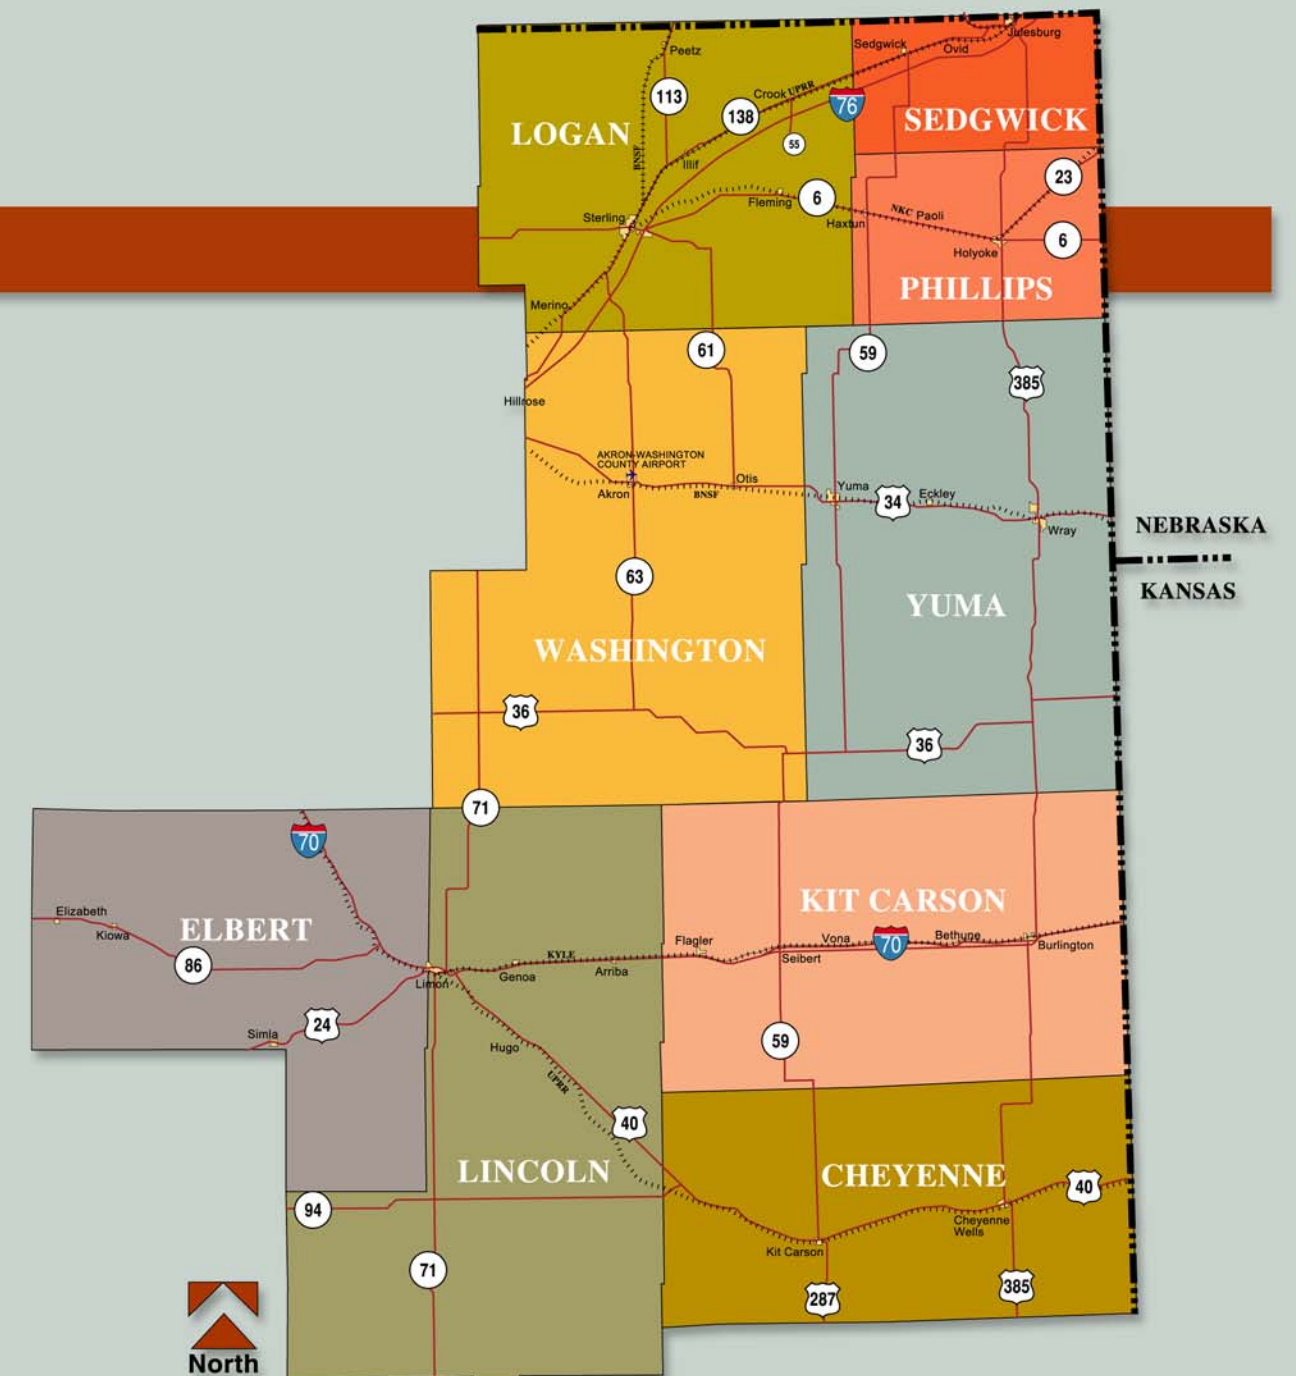 Peetz
Sedgwick
Ovid
Julesburg
113
Crook
UPRR
76
138
LOGAN
SEDGWICK
55
BNSF
Illif
23
Fleming
6
Sterling
NKC
Paoli
Haxtun
6
Holyoke
PHILLIPS
Merino
61
59
385
Hillrose
AKRON-WASHINGTON
COUNTY AIRPORT
Akron
BNSF
Otis
Yuma
34
Eckley
Wray
NEBRASKA
KANSAS
63
YUMA
WASHINGTON
36
36
71
70
KIT CARSON
Elizabeth
Kiowa
ELBERT
86
Flagler
Vona
70
Bethune
Burlington
KYLE
Seibert
Limon
Genoa
Arriba
24
Simla
Hugo
59
UPRR
40
LINCOLN
CHEYENNE
40
94
Cheyenne
Wells
Kit Carson
71
287
385
North